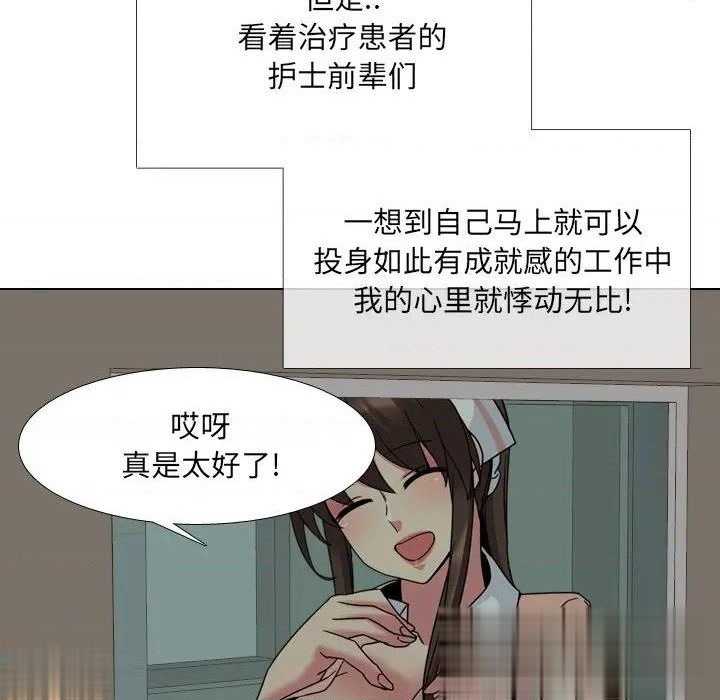 但是..
看着治疗患者的
护士前辈们
一想到自己马上就可以
投身如此有成就感的工作中
我的心里就悸动无比!
哎呀
真是太好了!